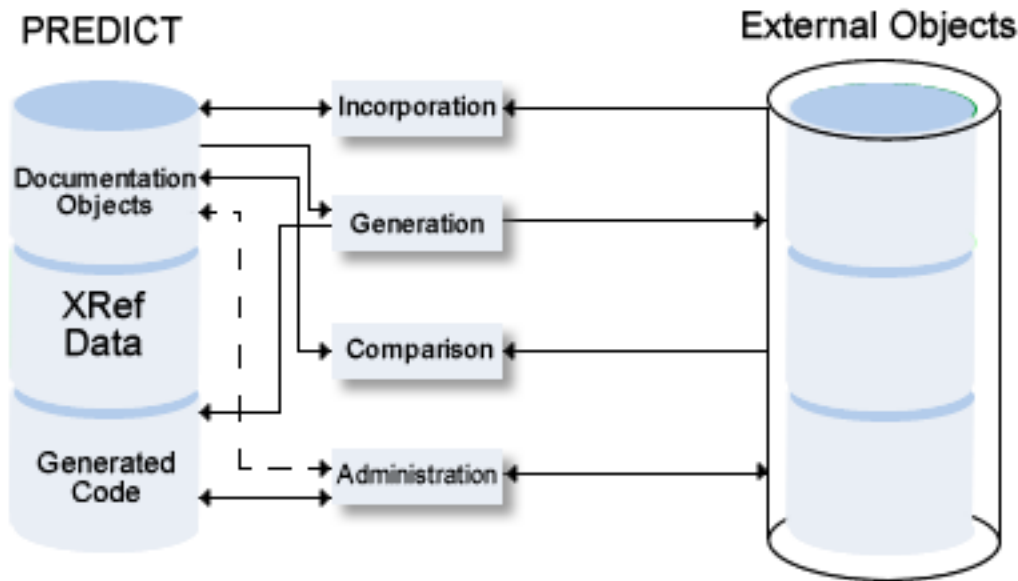 PREDICT
External Objects
Incorporation
Documentation
Objects
Generation
XRef
Data
Comparison
Generated
Code
Administration